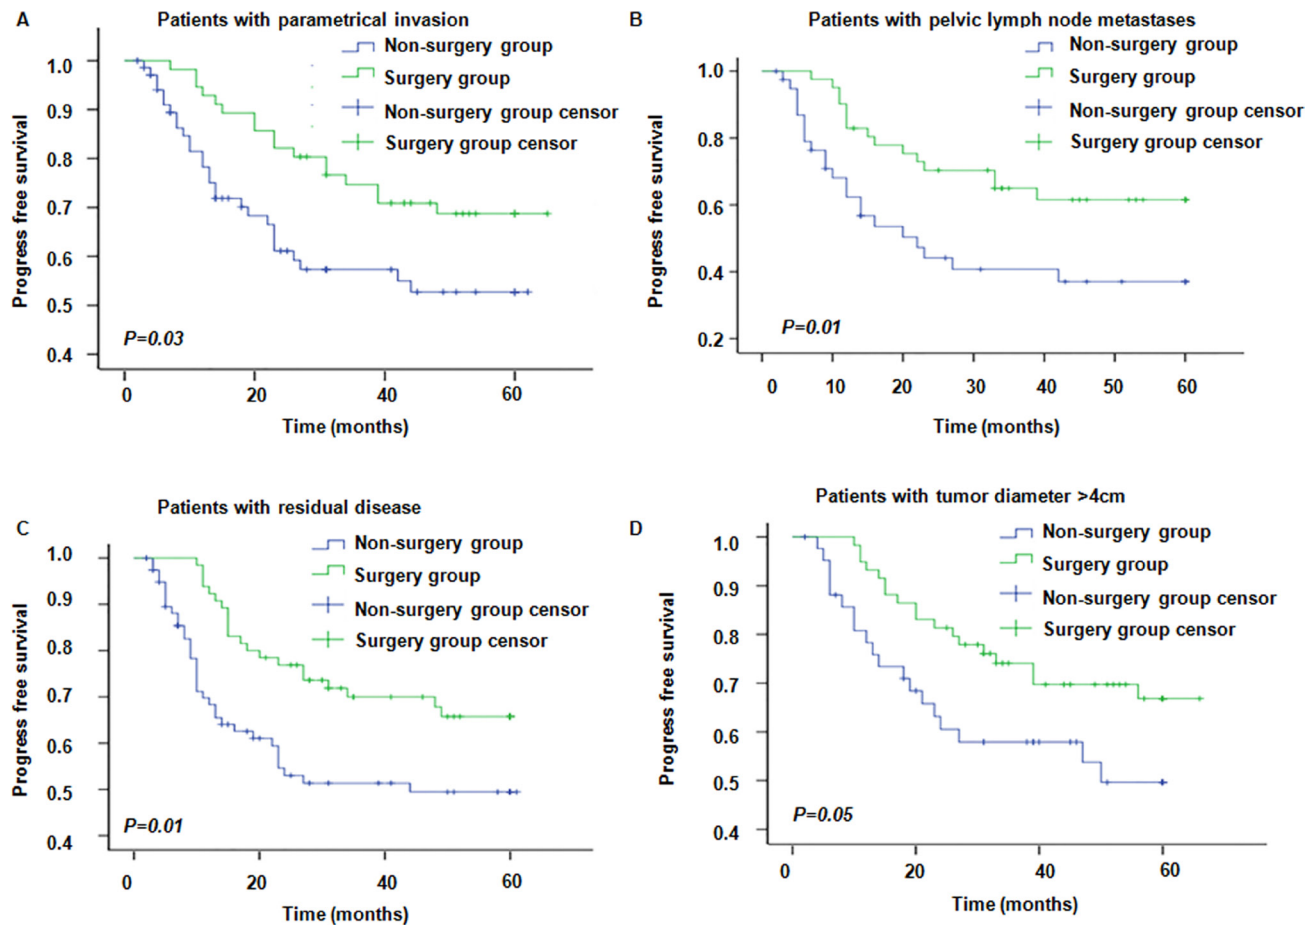 A
Patients with parametrical invasion
Non-surgery group
Surgery group
Non-surgery group censor
Surgery group censor
Progress free survival
1.0
0.9
0.8
0.7
0.6
0.5
0.4
P=0.03
0 20 40 60
Time (months)
B
Patients with pelvic lymph node metastases
Non-surgery group
Surgery group
Non-surgery group censor
Surgery group censor
Progress free survival
1.0
0.8
0.6
0.4
0.2
P=0.01
0 10 20 30 40 50 60
Time (months)
C
Patients with residual disease
Non-surgery group
Surgery group
Non-surgery group censor
Surgery group censor
Progress free survival
1.0
0.9
0.8
0.7
0.6
0.5
0.4
P=0.01
0 20 40 60
Time (months)
D
Patients with tumor diameter >4cm
Non-surgery group
Surgery group
Non-surgery group censor
Surgery group censor
Progress free survival
1.0
0.9
0.8
0.7
0.6
0.5
0.4
P=0.05
0 20 40 60
Time (months)